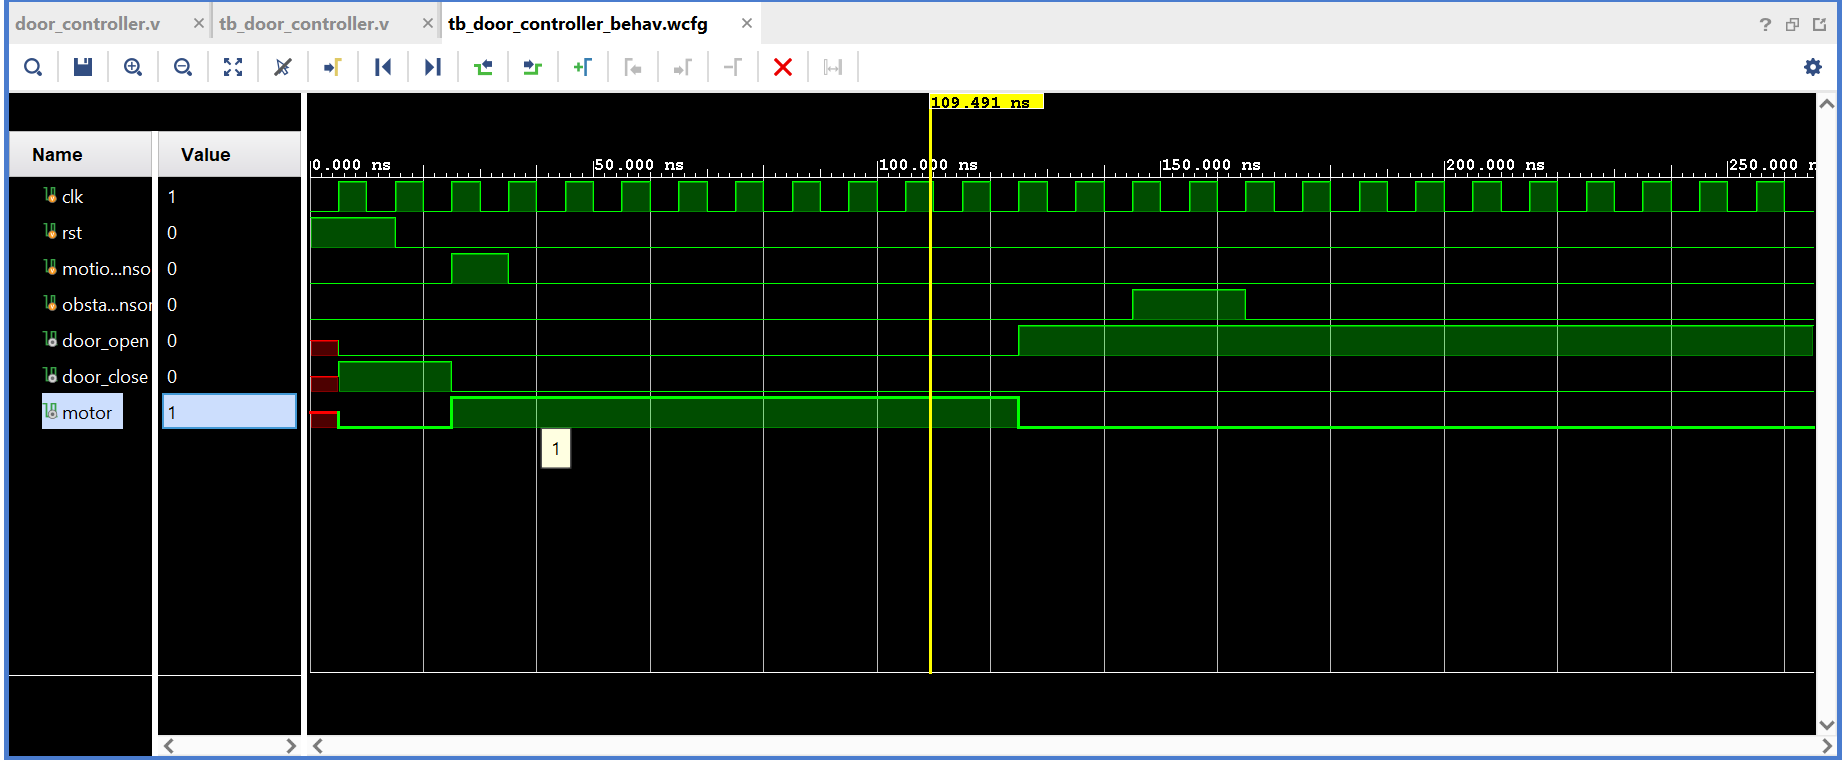 door_controller.v × tb_door_controller.v × tb_door_controller_behav.wcfg × ?
109.491 ns
Name Value
0.000 ns 50.000 ns 100.000 ns 150.000 ns 200.000 ns 250.000 n
clk 1
rst 0
motio...nso 0
obsta...nsor 0
door_open 0
door_close 0
motor 1
1